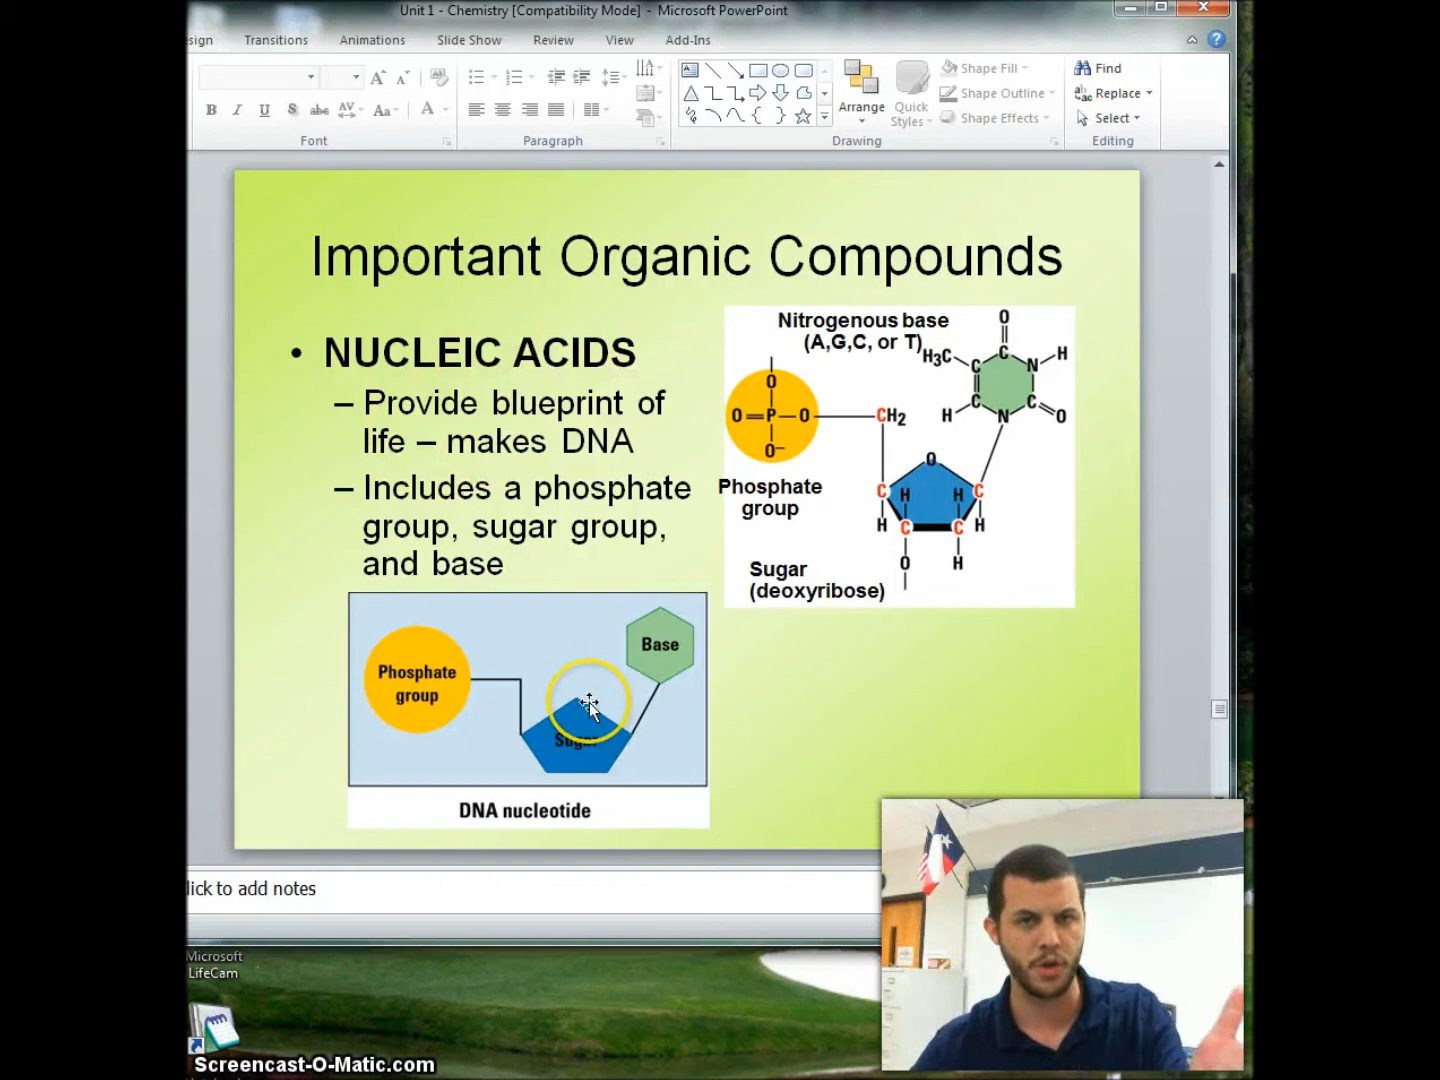 Unit 1 - Chemistry [Compatibility Mode] - Microsoft PowerPoint
sign Transitions Animations Slide Show Review View Add-Ins
Shape Fill
Shape Outline
Shape Effects
Arrange
Quick
Styles
Find
Replace
Select
Font Paragraph Drawing Editing
Important Organic Compounds
• NUCLEIC ACIDS
– Provide blueprint of
life – makes DNA
– Includes a phosphate
group, sugar group,
and base
Nitrogenous base
(A,G,C, or T)
O
H3C C N H
C
H C C O
N
O
O=P–O CH2
O–
O
C H H C
H C C H
O H
Phosphate
group
Sugar
(deoxyribose)
Phosphate
group
Base
Sugar
DNA nucleotide
lick to add notes
Microsoft
LifeCam
Screencast-O-Matic.com